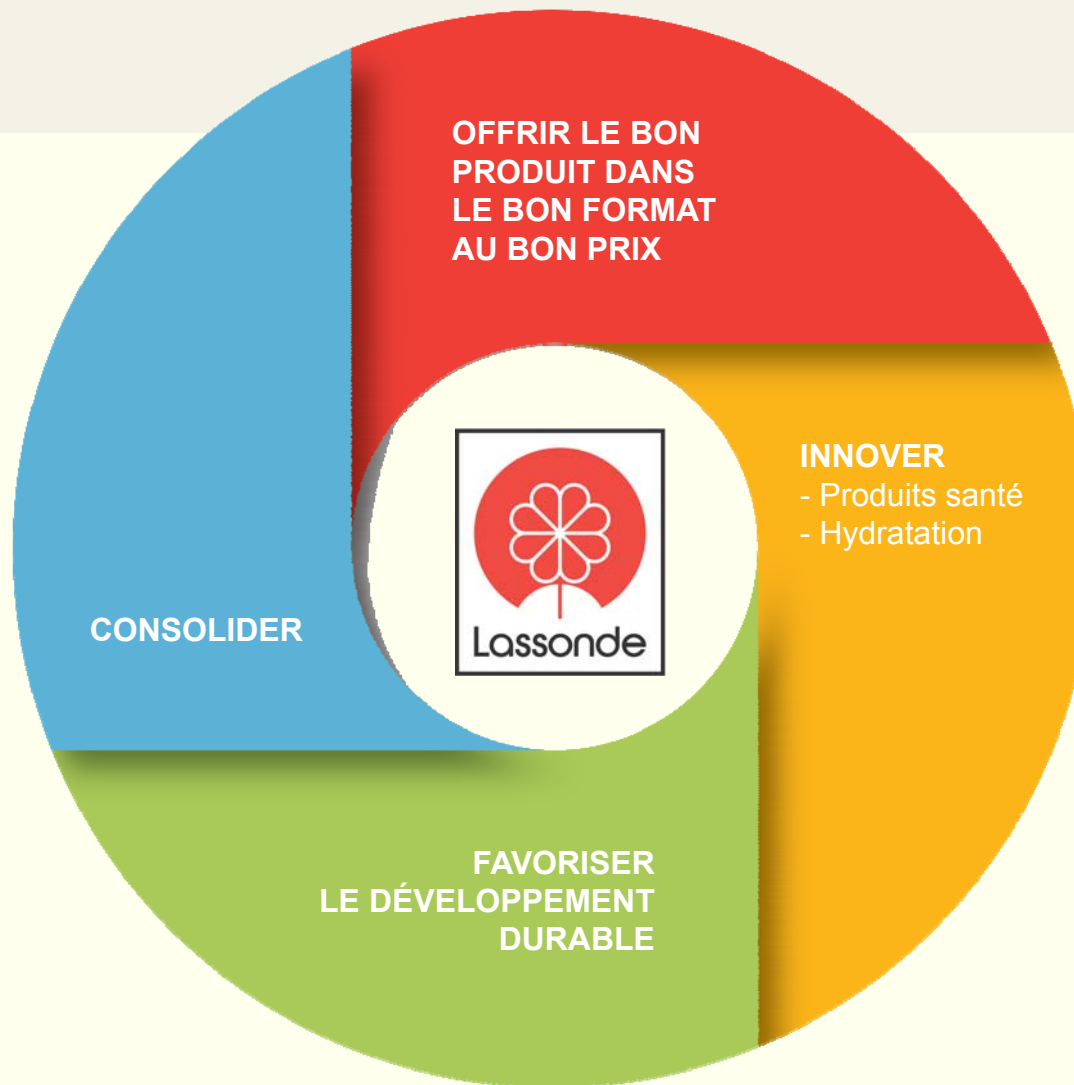 OFFRIR LE BON
PRODUIT DANS
LE BON FORMAT
AU BON PRIX
INNOVER
- Produits santé
- Hydratation
Lassonde
CONSOLIDER
FAVORISER
LE DÉVELOPPEMENT
DURABLE